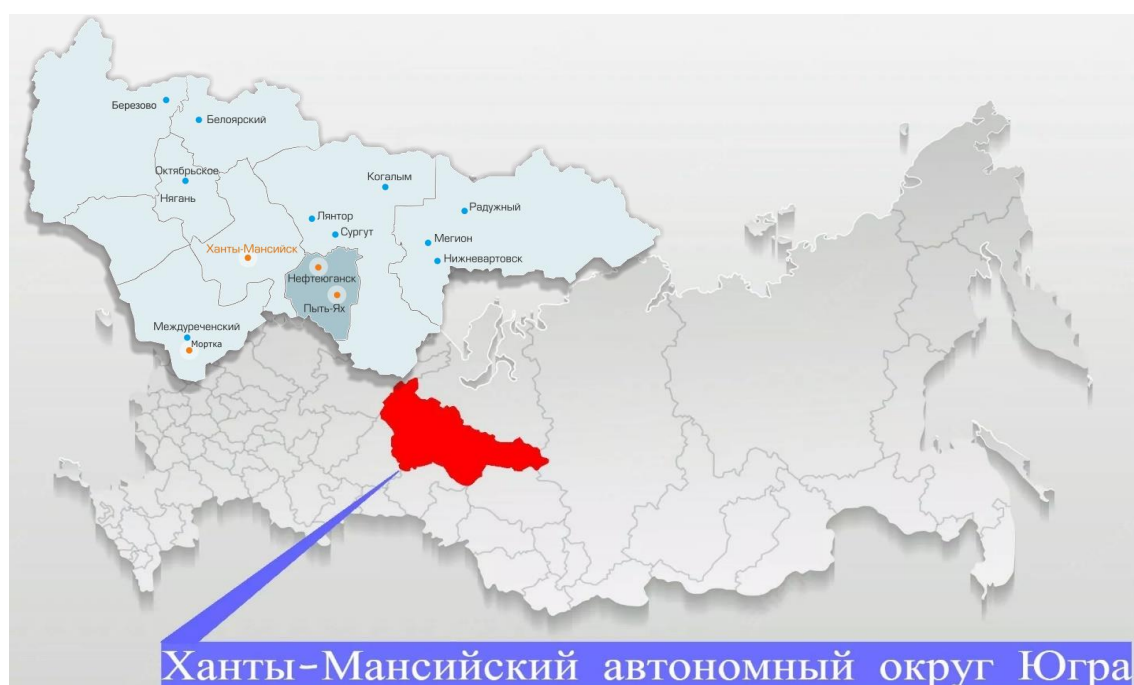 Березово
Белоярский
Октябрьское
Нягань
Когалым
Радужный
Лянтор
Сургут
Мегион
Нижневартовск
Ханты-Мансийск
Нефтеюганск
Пыть-Ях
Междуреченский
Мортка
Ханты-Мансийский автономный округ Югра